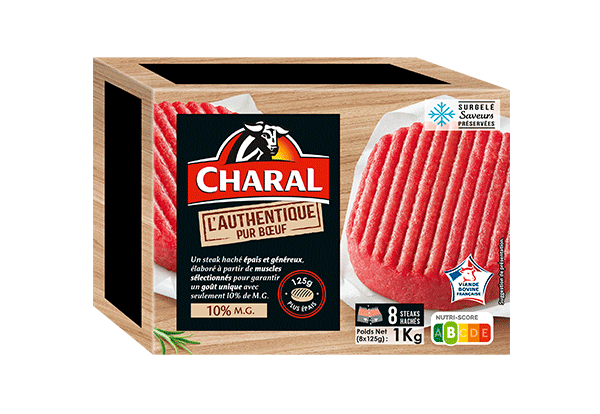 SURGELÉ
Saveurs
PRÉSERVÉES
CHARAL
L'AUTHENTIQUE
PUR BŒUF
Un steak haché épais et généreux,
élaboré à partir de muscles
sélectionnés pour garantir
un goût unique avec
seulement 10% de M.G.
10% M.G.
125g
PLUS ÉPAIS
VIANDE
BOVINE
FRANÇAISE
Suggestion de présentation
8 STEAKS
HACHÉS
Poids Net
(8x125g) : 1Kg
NUTRI-SCORE
A B C D E